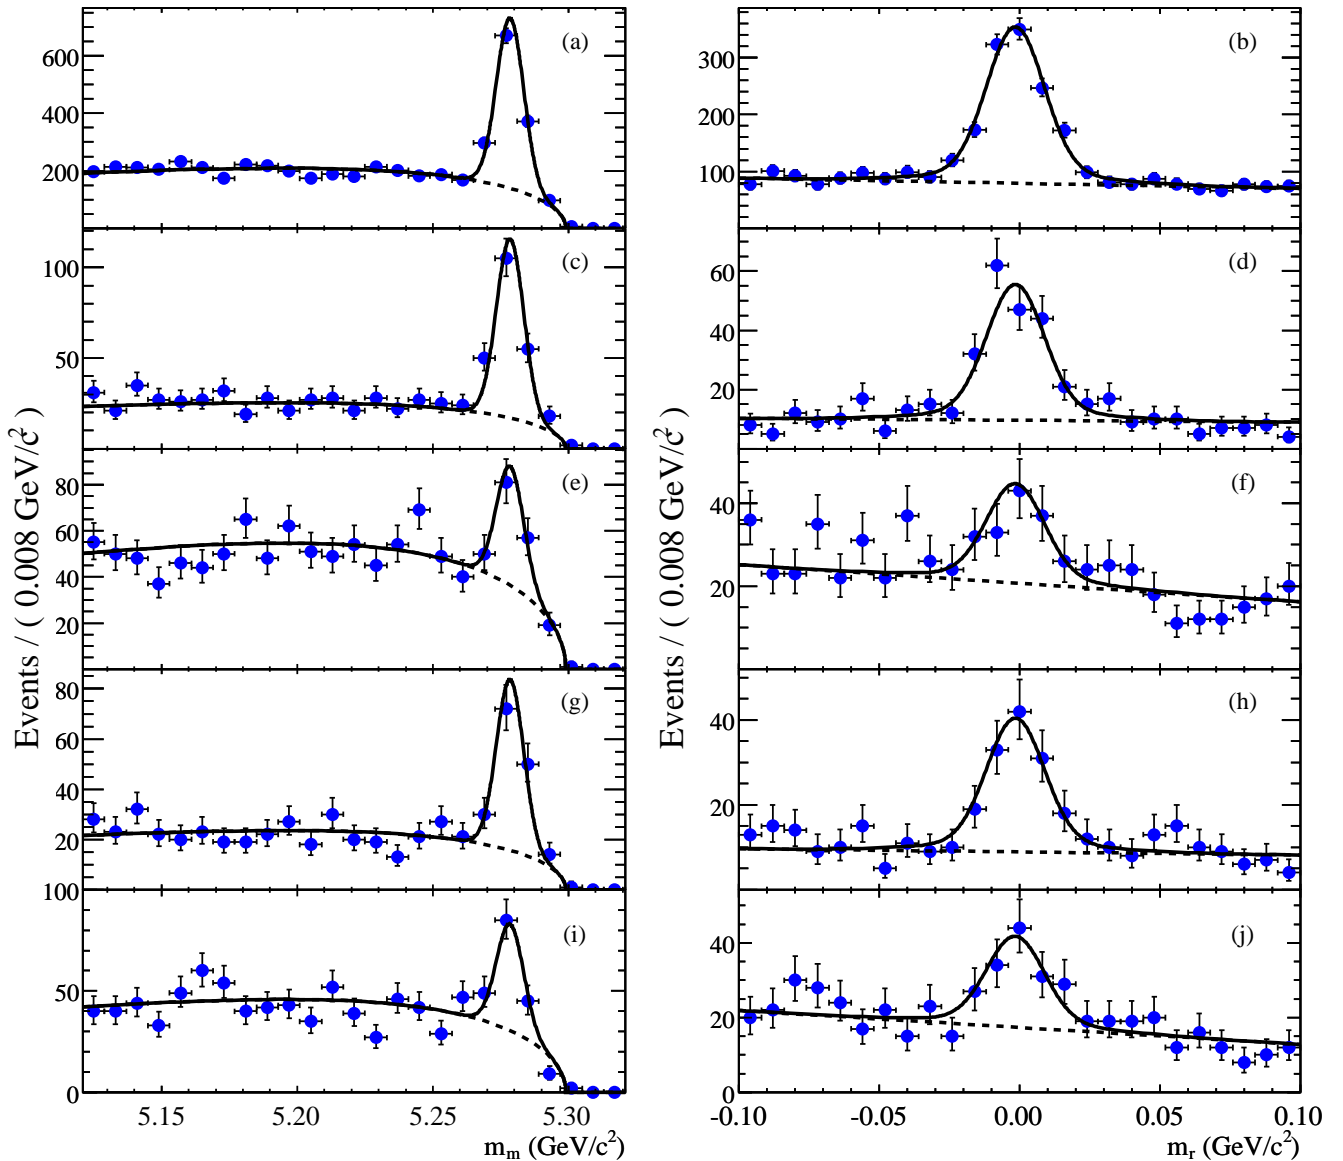 600
400
200
(a)
300
200
100
(b)
100
50
(c)
60
40
20
(d)
80
60
40
20
(e)
40
20
(f)
80
60
40
20
(g)
40
20
(h)
100
50
0
(i)
40
20
0
(j)
Events / ( 0.008 GeV/c² )
Events / ( 0.008 GeV/c² )
5.15 5.20 5.25 5.30
-0.10 -0.05 0.00 0.05 0.10
mₘ (GeV/c²)
mᵣ (GeV/c²)